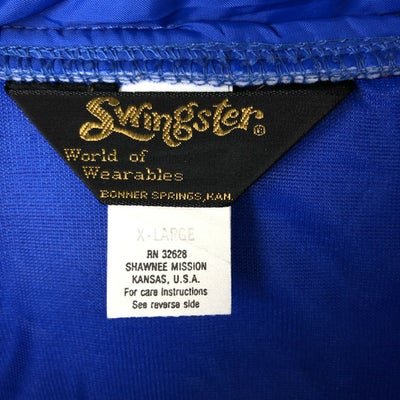 Swingster®
World of
Wearables
BONNER SPRINGS, KAN.
X-LARGE
RN 32628
SHAWNEE MISSION
KANSAS, U.S.A.
For care instructions
See reverse side